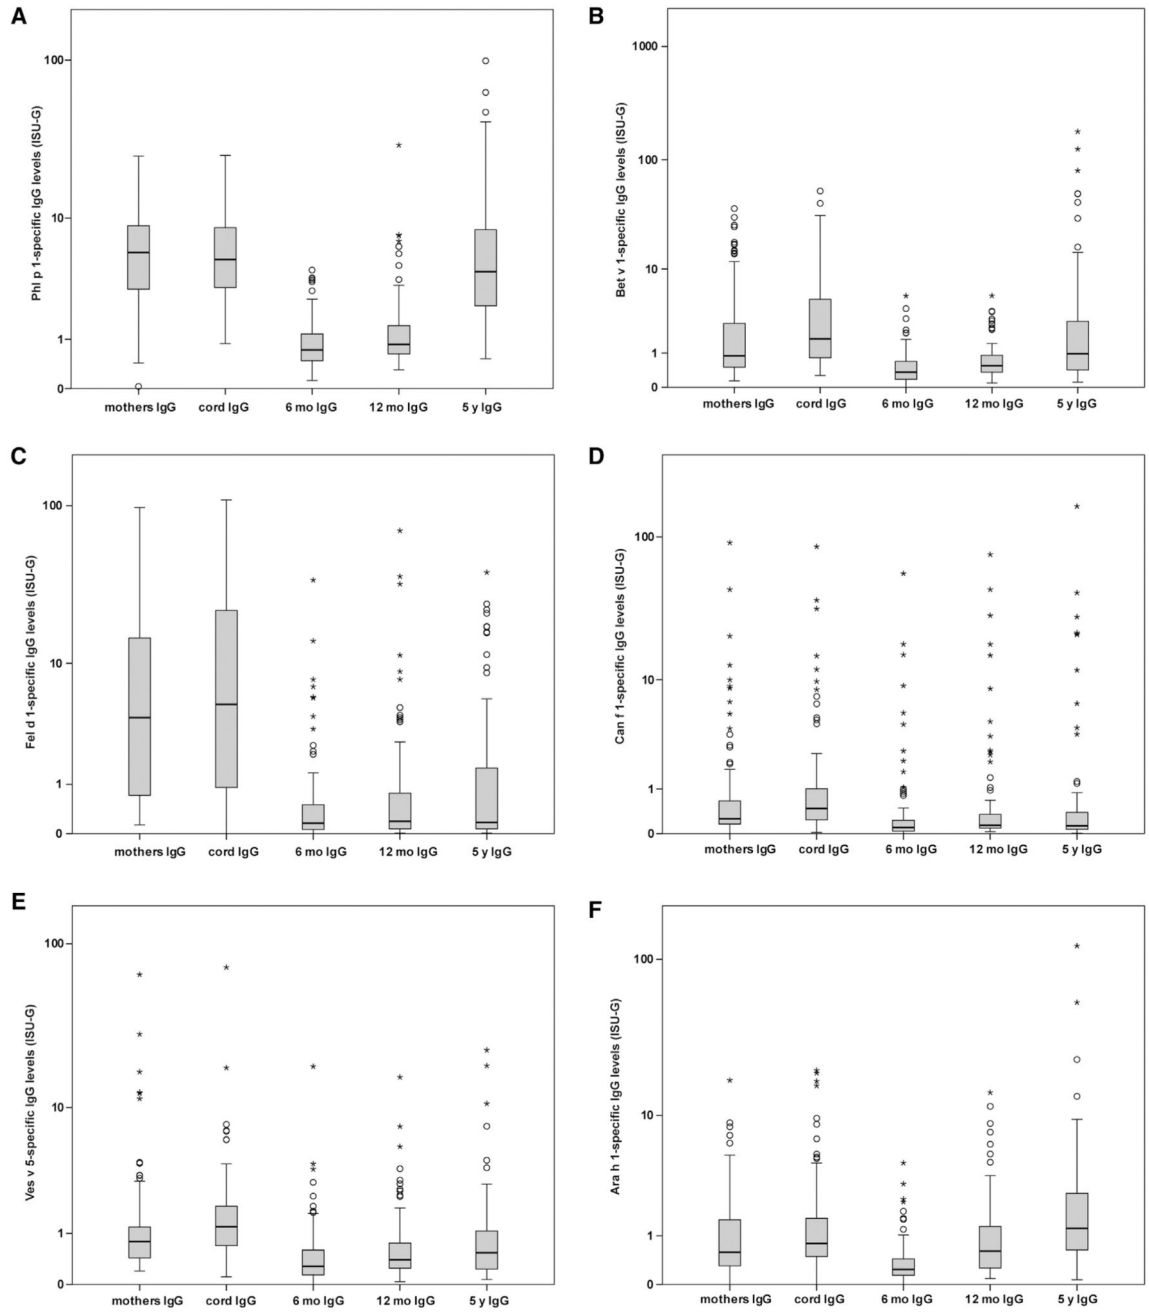 A
Phl p 1-specific IgG levels (ISU-G)
100
10
1
0
mothers IgG cord IgG 6 mo IgG 12 mo IgG 5 y IgG
B
Bet v 1-specific IgG levels (ISU-G)
1000
100
10
1
0
mothers IgG cord IgG 6 mo IgG 12 mo IgG 5 y IgG
C
Fel d 1-specific IgG levels (ISU-G)
100
10
1
0
mothers IgG cord IgG 6 mo IgG 12 mo IgG 5 y IgG
D
Can f 1-specific IgG levels (ISU-G)
100
10
1
0
mothers IgG cord IgG 6 mo IgG 12 mo IgG 5 y IgG
E
Ves v 5-specific IgG levels (ISU-G)
100
10
1
0
mothers IgG cord IgG 6 mo IgG 12 mo IgG 5 y IgG
F
Ara h 1-specific IgG levels (ISU-G)
100
10
1
0
mothers IgG cord IgG 6 mo IgG 12 mo IgG 5 y IgG